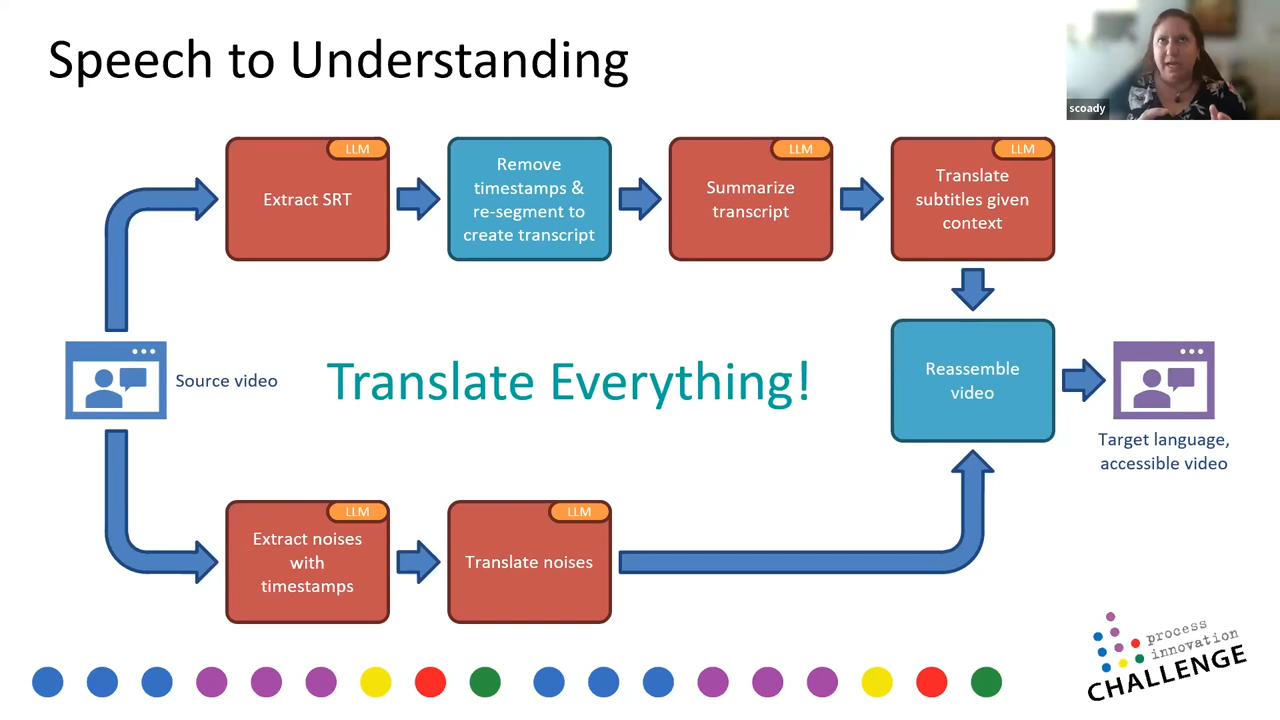 Speech to Understanding
scoady
LLM
Extract SRT
Remove
timestamps &
re-segment to
create transcript
LLM
Summarize
transcript
LLM
Translate
subtitles given
context
Source video
Translate Everything!
Reassemble
video
Target language,
accessible video
LLM
Extract noises
with
timestamps
LLM
Translate noises
process
innovation
CHALLENGE